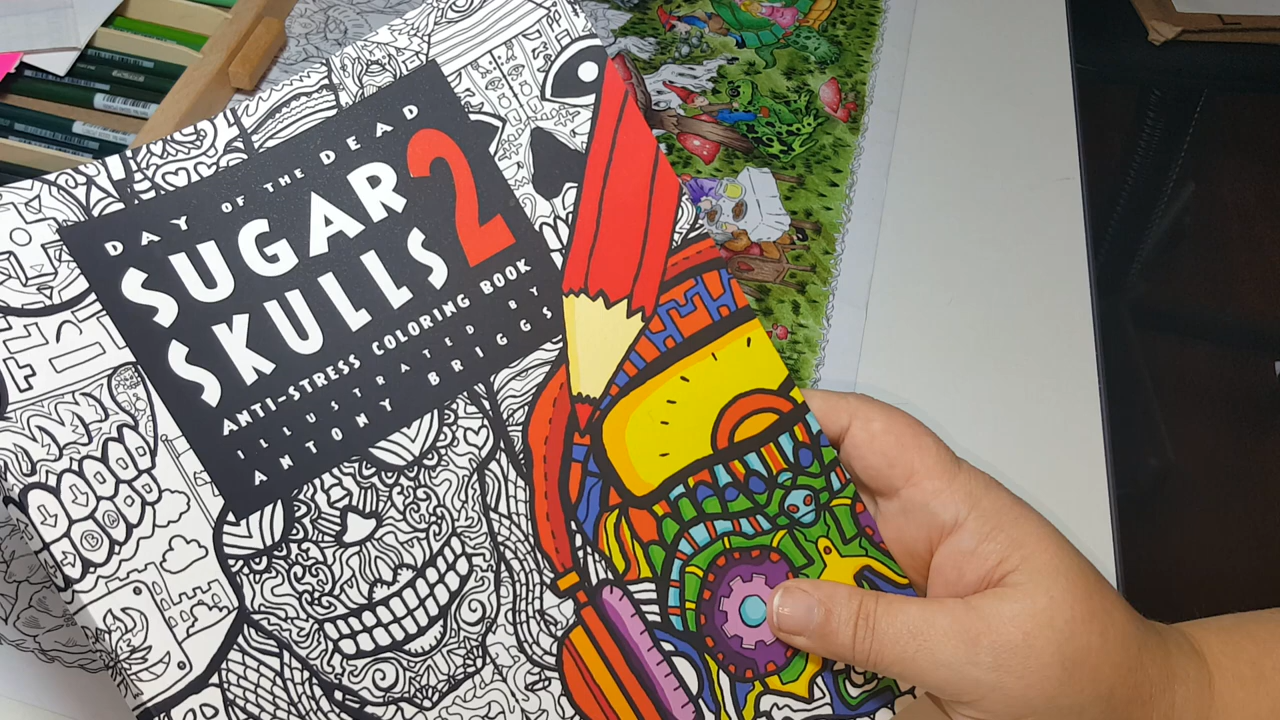 DAY OF THE DEAD
SUGAR
SKULLS 2
ANTI-STRESS COLORING BOOK
ILLUSTRATED BY
ANTONY BRIGGS